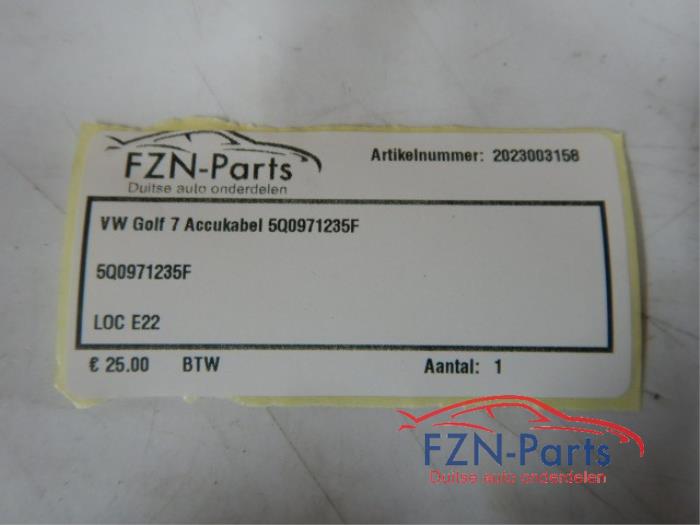 FZN-Parts
Duitse auto onderdelen
Artikelnummer: 2023003158
VW Golf 7 Accukabel 5Q0971235F
5Q0971235F
LOC E22
€ 25.00 BTW Aantal: 1
FZN-Parts
Duitse auto onderdelen